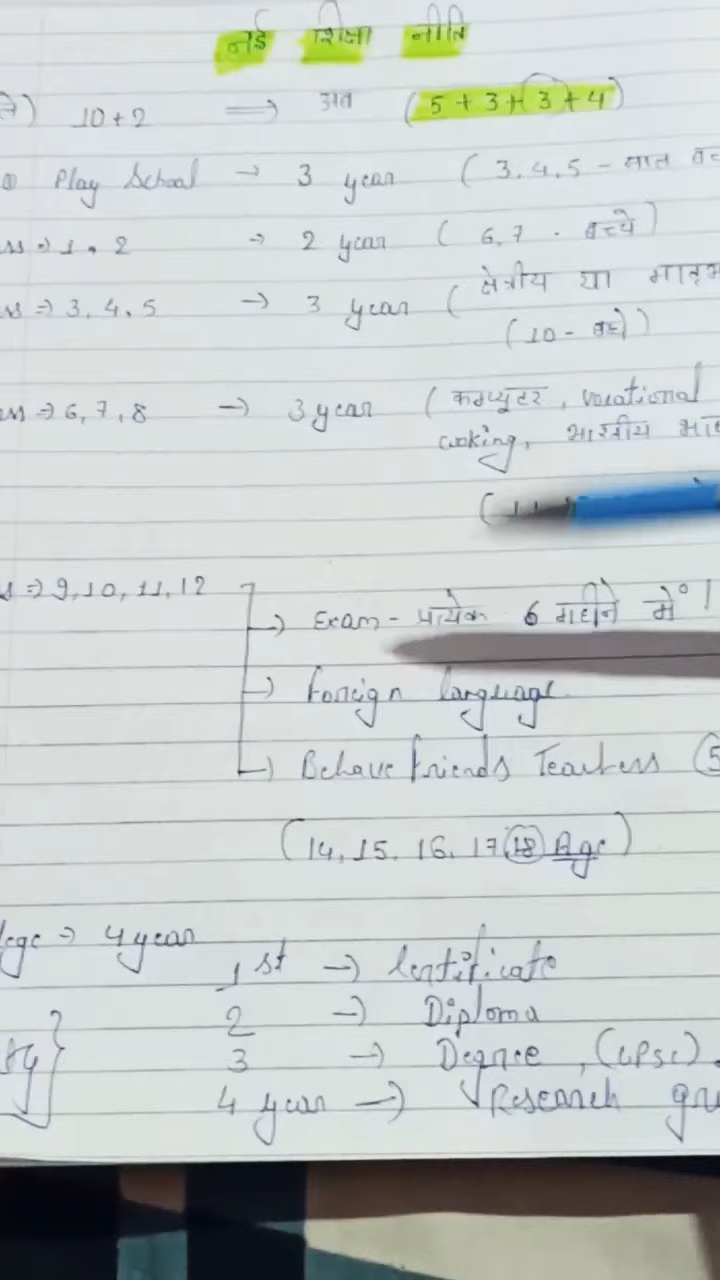 नई शिक्षा नीति
10+2 ⟹ अब (5+3+3+4)
Play School → 3 year (3,4,5 -
⇒ 1, 2 → 2 year ( 6,7 - बच्चे)
⇒ 3,4,5 → 3 year ( क्षेत्रीय या
(10 - बच्चे)
⇒ 6,7,8 → 3 year ( कम्प्यूटर, vocational
cooking, भारतीय
⇒ 9,10,11,12
→ Exam - प्रत्येक 6 महीने में।
→ Foreign language.
→ Behave friends Teachers
(14, 15, 16, 17 18 Age)
⇒ 4 year
1st → Certificate
2 → Diploma
3 → Degree, (UPSC)
4 year → Research